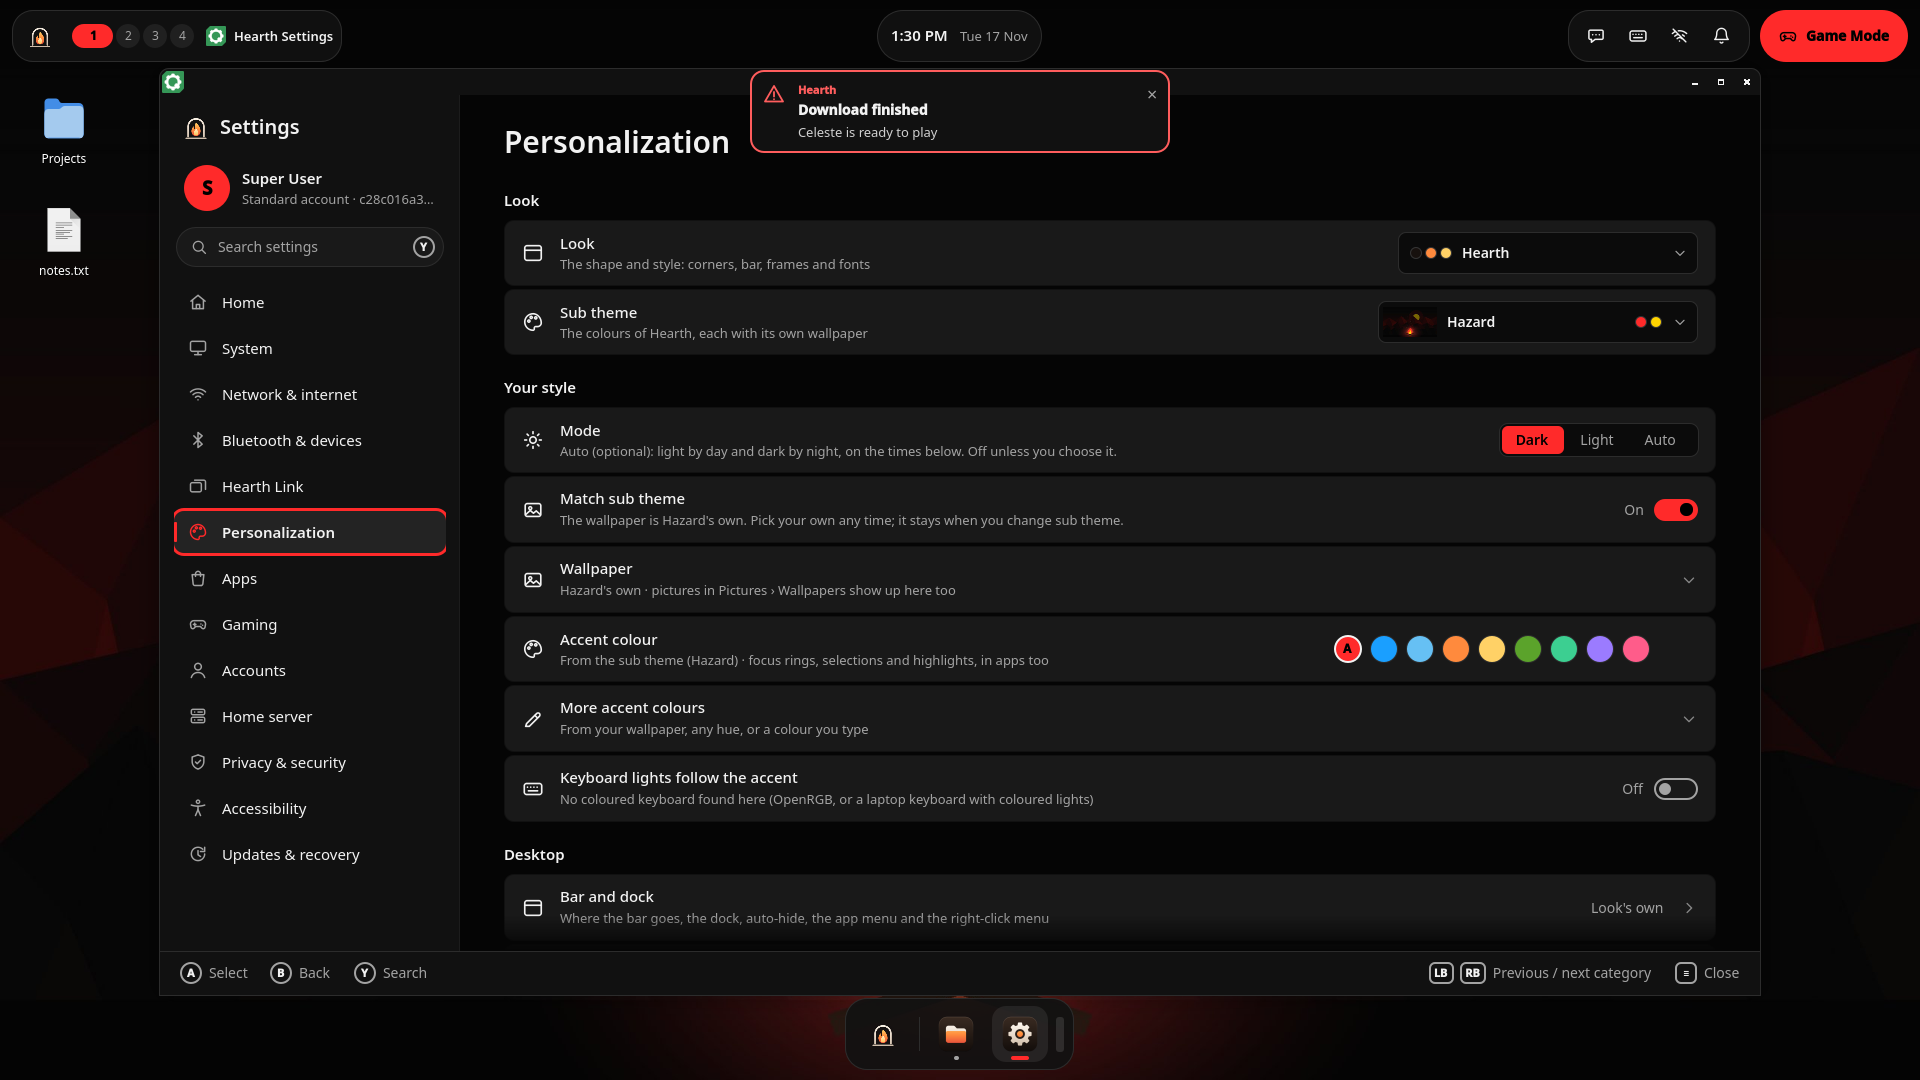 1 2 3 4 Hearth Settings
1:30 PM Tue 17 Nov
Game Mode
Projects
notes.txt
Hearth
Download finished
Celeste is ready to play
Settings
S
Super User
Standard account · c28c016a3...
Search settings Y
Home
System
Network & internet
Bluetooth & devices
Hearth Link
Personalization
Apps
Gaming
Accounts
Home server
Privacy & security
Accessibility
Updates & recovery
Personalization
Look
Look
The shape and style: corners, bar, frames and fonts
Hearth
Sub theme
The colours of Hearth, each with its own wallpaper
Hazard
Your style
Mode
Auto (optional): light by day and dark by night, on the times below. Off unless you choose it.
Dark Light Auto
Match sub theme
The wallpaper is Hazard's own. Pick your own any time; it stays when you change sub theme.
On
Wallpaper
Hazard's own · pictures in Pictures › Wallpapers show up here too
Accent colour
From the sub theme (Hazard) · focus rings, selections and highlights, in apps too
A
More accent colours
From your wallpaper, any hue, or a colour you type
Keyboard lights follow the accent
No coloured keyboard found here (OpenRGB, or a laptop keyboard with coloured lights)
Off
Desktop
Bar and dock
Where the bar goes, the dock, auto-hide, the app menu and the right-click menu
Look's own
A Select B Back Y Search
LB RB Previous / next category ≡ Close